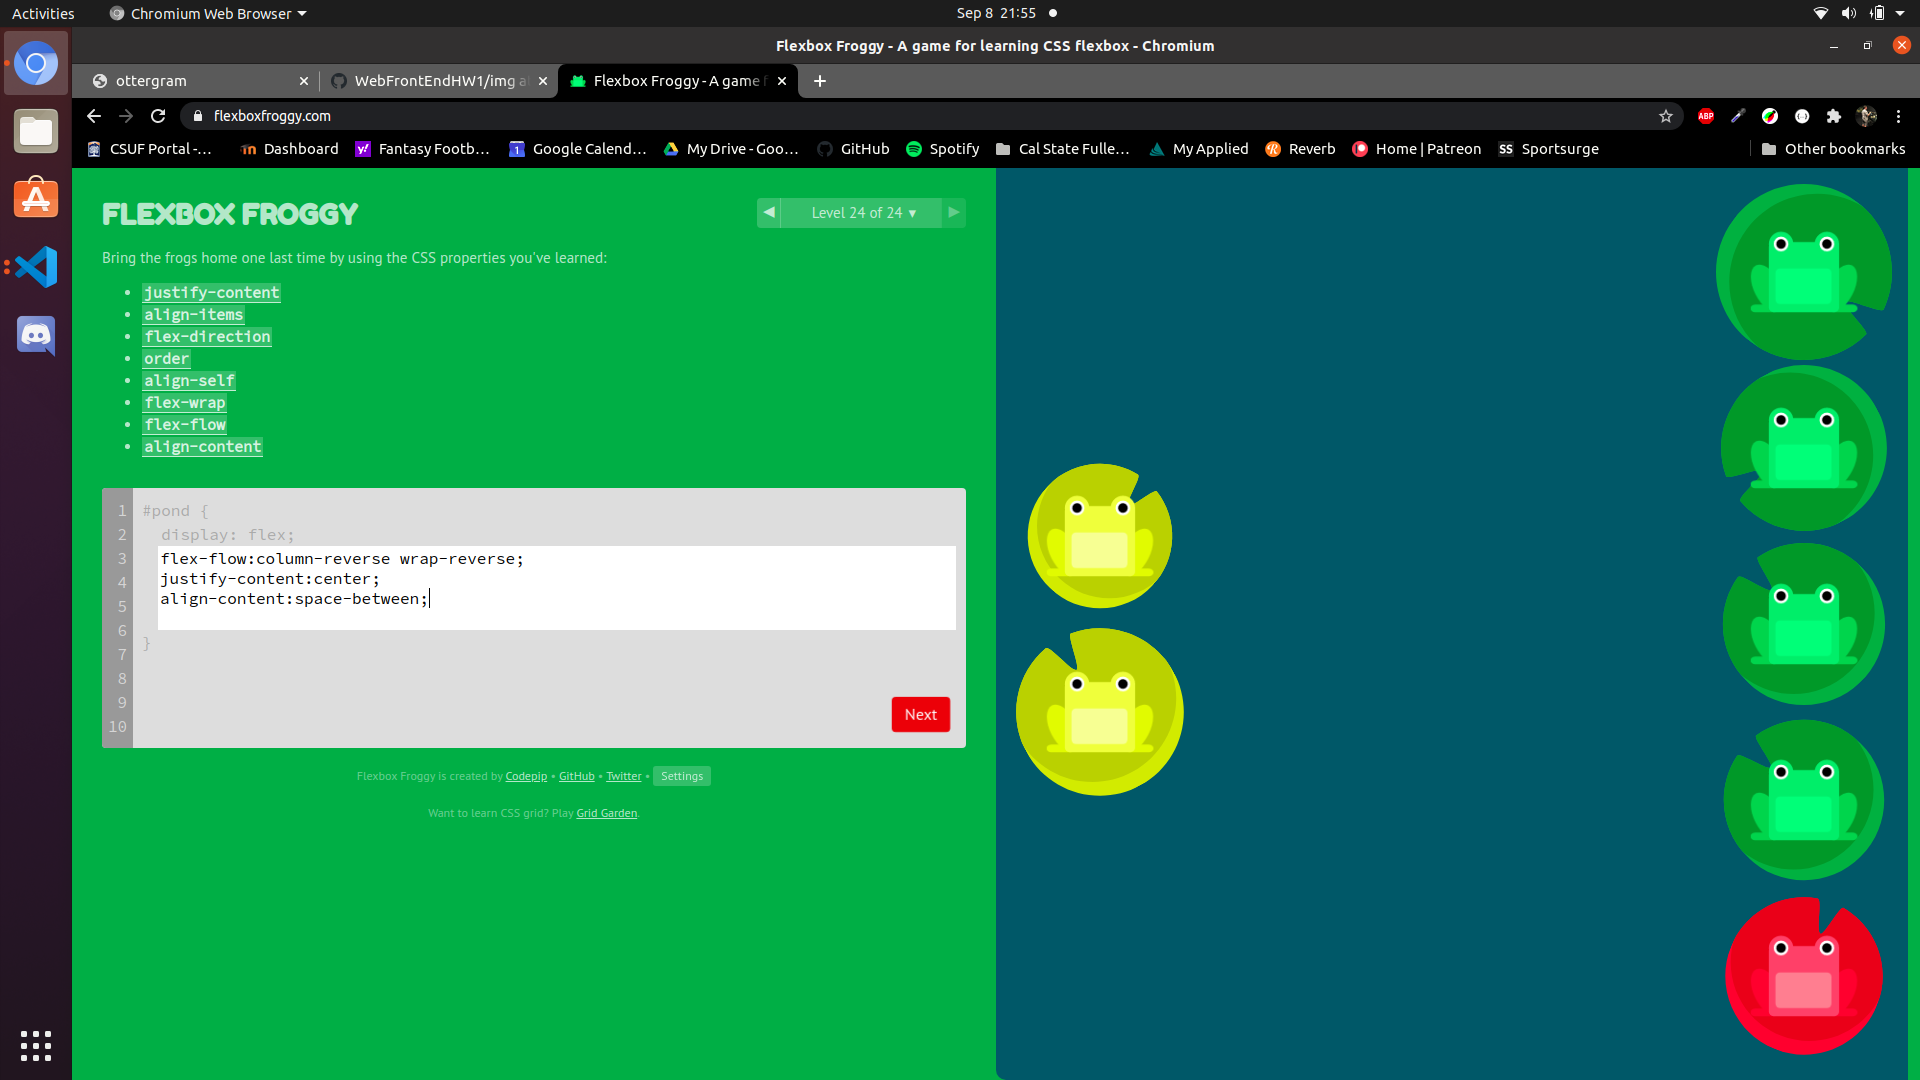 Activities
Chromium Web Browser
Sep 8 21:55
Flexbox Froggy - A game for learning CSS flexbox - Chromium
ottergram
WebFrontEndHW1/img a
Flexbox Froggy - A game f
flexboxfroggy.com
ABP
CSUF Portal -...
Dashboard
Fantasy Footb...
Google Calend...
My Drive - Goo...
GitHub
Spotify
Cal State Fulle...
My Applied
Reverb
Home | Patreon
SS Sportsurge
Other bookmarks
FLEXBOX FROGGY
◀ Level 24 of 24 ▾ ▶
Bring the frogs home one last time by using the CSS properties you've learned:
• justify-content
• align-items
• flex-direction
• order
• align-self
• flex-wrap
• flex-flow
• align-content
1
2
3
4
5
6
7
8
9
10
#pond {
display: flex;
flex-flow:column-reverse wrap-reverse;
justify-content:center;
align-content:space-between;
}
Next
Flexbox Froggy is created by Codepip • GitHub • Twitter • Settings
Want to learn CSS grid? Play Grid Garden.